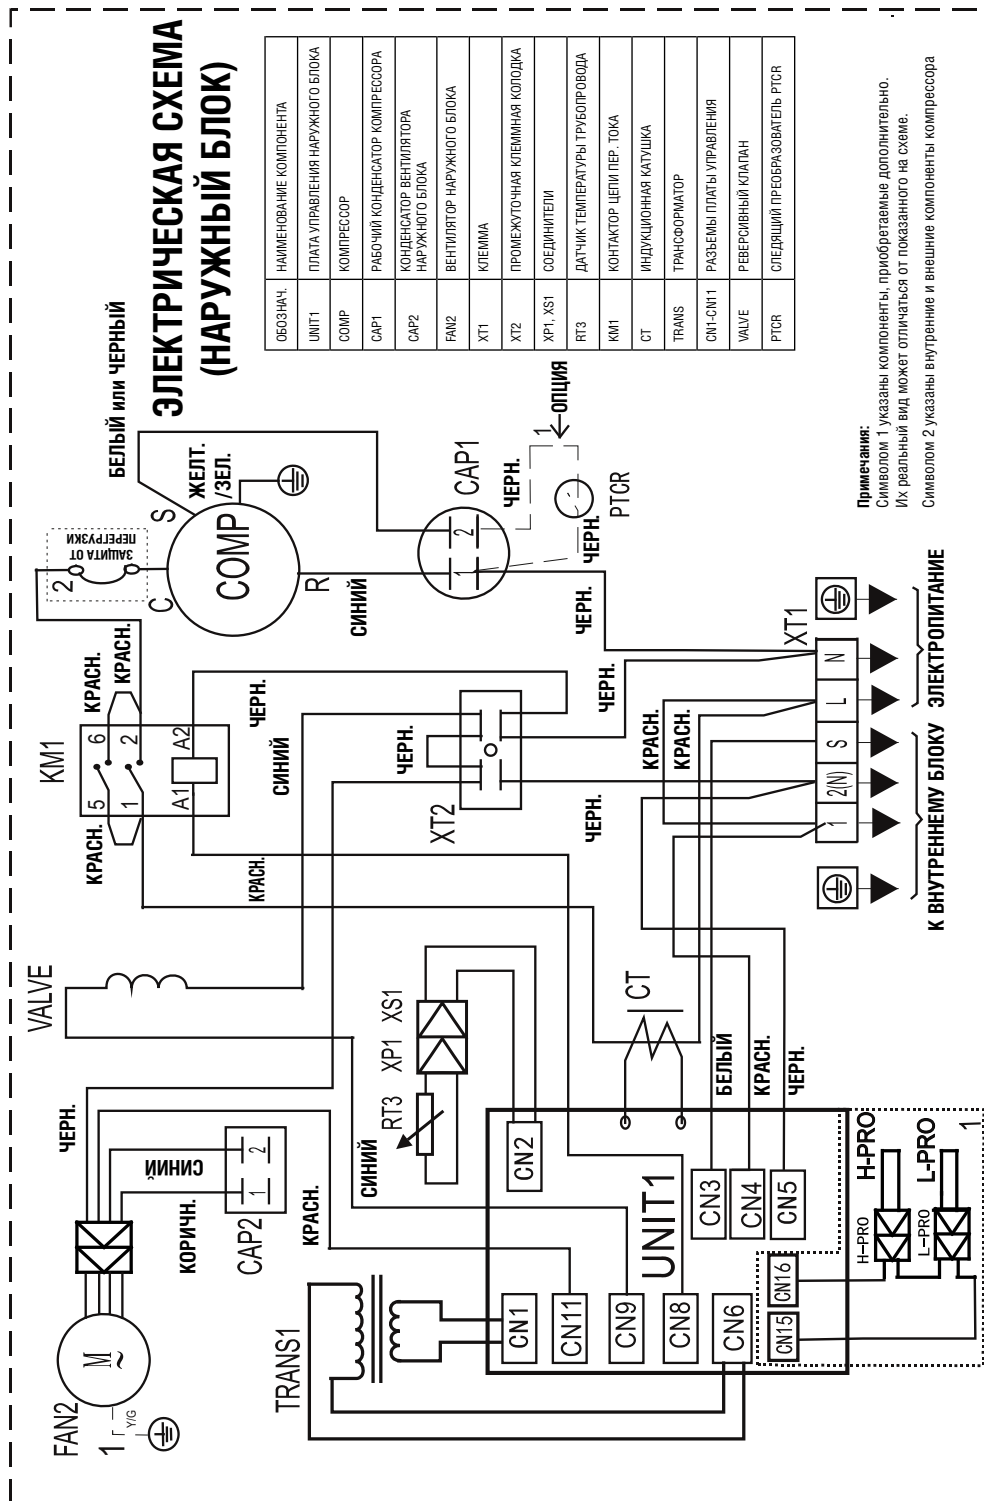 ЭЛЕКТРИЧЕСКАЯ СХЕМА
(НАРУЖНЫЙ БЛОК)
ОБОЗНАЧ. НАИМЕНОВАНИЕ КОМПОНЕНТА
UNIT1 ПЛАТА УПРАВЛЕНИЯ НАРУЖНОГО БЛОКА
COMP КОМПРЕССОР
CAP1 РАБОЧИЙ КОНДЕНСАТОР КОМПРЕССОРА
CAP2 КОНДЕНСАТОР ВЕНТИЛЯТОРА
НАРУЖНОГО БЛОКА
FAN2 ВЕНТИЛЯТОР НАРУЖНОГО БЛОКА
XT1 КЛЕММА
XT2 ПРОМЕЖУТОЧНАЯ КЛЕММНАЯ КОЛОДКА
XP1, XS1 СОЕДИНИТЕЛИ
RT3 ДАТЧИК ТЕМПЕРАТУРЫ ТРУБОПРОВОДА
KM1 КОНТАКТОР ЦЕПИ ПЕР. ТОКА
CT ИНДУКЦИОННАЯ КАТУШКА
TRANS ТРАНСФОРМАТОР
CN1-CN11 РАЗЪЕМЫ ПЛАТЫ УПРАВЛЕНИЯ
VALVE РЕВЕРСИВНЫЙ КЛАПАН
PTCR СЛЕДЯЩИЙ ПРЕОБРАЗОВАТЕЛЬ PTCR
Примечания:
Символом 1 указаны компоненты, приобретаемые дополнительно.
Их реальный вид может отличаться от показанного на схеме.
Символом 2 указаны внутренние и внешние компоненты компрессора
FAN2
M
~
1
Y/G
ЧЕРН.
СИНИЙ
КОРИЧН.
CAP2
1
2
КРАСН.
СИНИЙ
VALVE
KM1
5
6
1
2
A1
A2
КРАСН.
КРАСН.
КРАСН.
ЧЕРН.
СИНИЙ
КРАСН.
2
ЗАЩИТА ОТ
ПЕРЕГРУЗКИ
БЕЛЫЙ или ЧЕРНЫЙ
C
S
R
COMP
ЖЕЛТ.
/ЗЕЛ.
СИНИЙ
CAP1
1
2
ЧЕРН.
ЧЕРН.
1
ОПЦИЯ
PTCR
ЧЕРН.
XT2
ЧЕРН.
ЧЕРН.
ЧЕРН.
КРАСН.
КРАСН.
XT1
1
2(N)
S
L
N
К ВНУТРЕННЕМУ БЛОКУ
ЭЛЕКТРОПИТАНИЕ
RT3
XP1
XS1
CT
БЕЛЫЙ
КРАСН.
ЧЕРН.
TRANS1
UNIT1
CN2
CN3
CN4
CN5
CN1
CN11
CN9
CN8
CN6
CN15
CN16
H-PRO
H-PRO
L-PRO
L-PRO
1